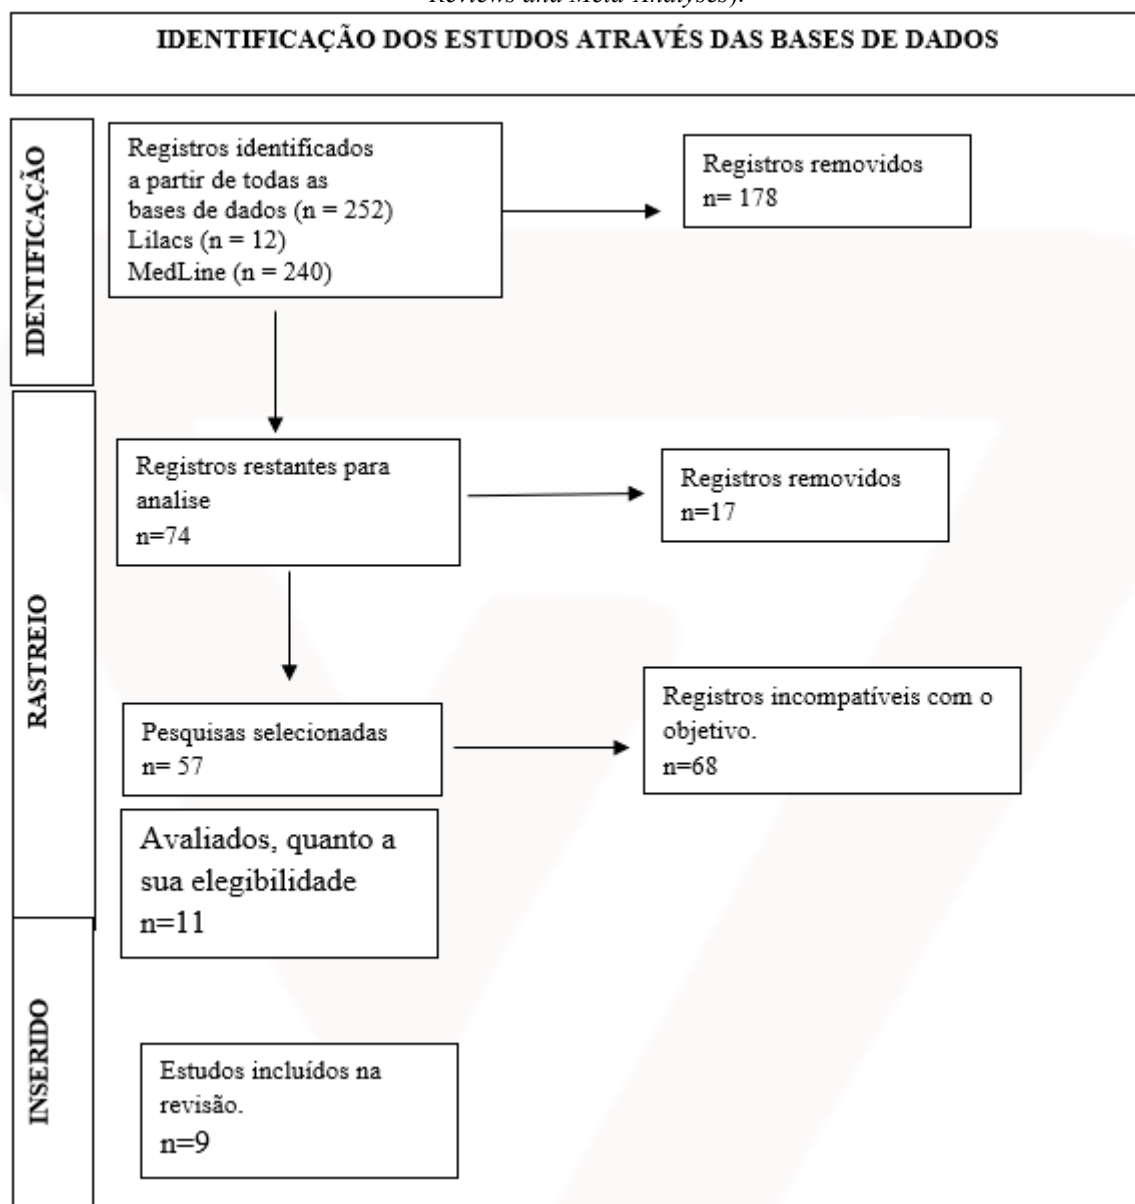 Reviews and Meta-Analyses).
IDENTIFICAÇÃO DOS ESTUDOS ATRAVÉS DAS BASES DE DADOS
IDENTIFICAÇÃO
Registros identificados
a partir de todas as
bases de dados (n = 252)
Lilacs (n = 12)
MedLine (n = 240)
Registros removidos
n= 178
RASTREIO
Registros restantes para
analise
n=74
Registros removidos
n=17
Pesquisas selecionadas
n= 57
Registros incompatíveis com o
objetivo.
n=68
Avaliados, quanto a
sua elegibilidade
n=11
INSERIDO
Estudos incluídos na
revisão.
n=9